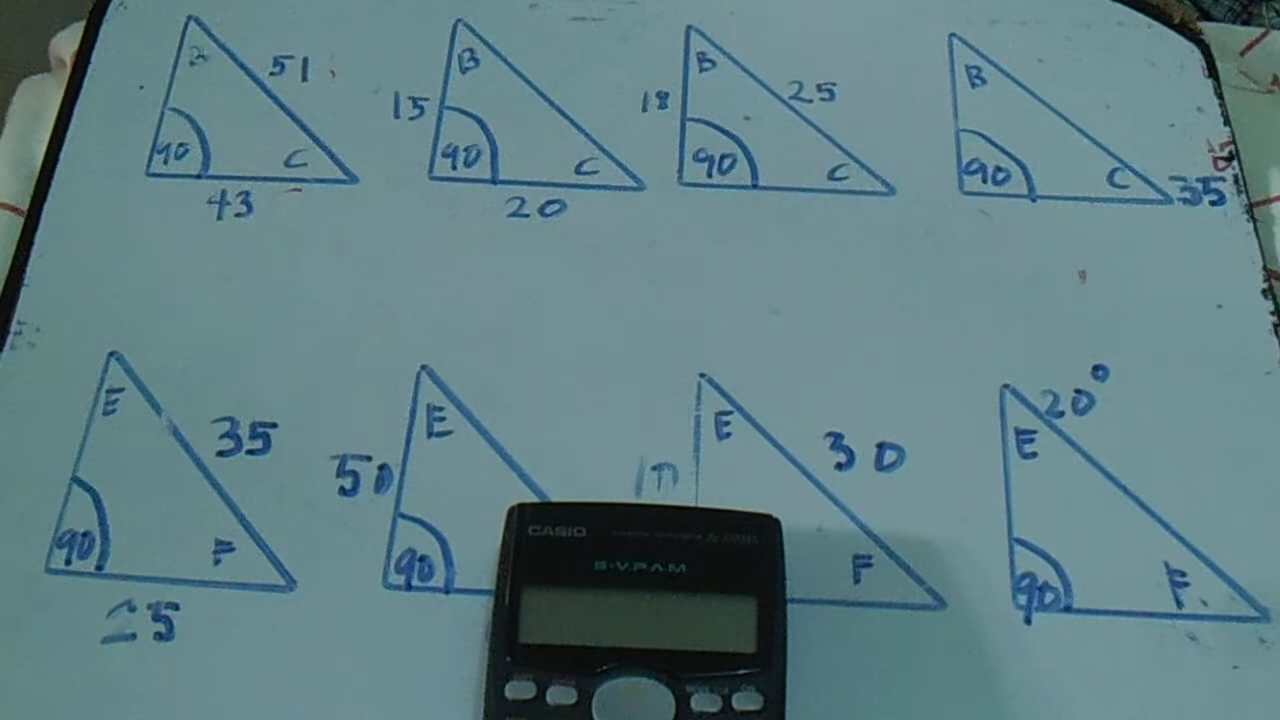 B 51
90 C
43
15 B
90 C
20
18 B 25
90 C
B
90 C 35
E 35
90 F
25
50 E
90
E 30
F
20°
E
90 F
CASIO
S-V.P.A.M